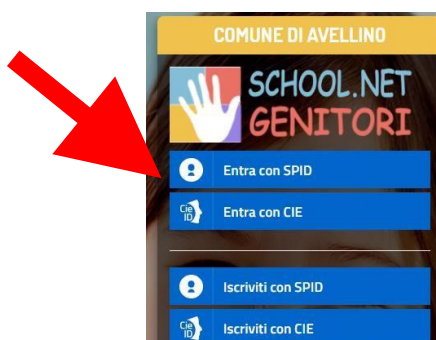 COMUNE DI AVELLINO
SCHOOL.NET
GENITORI
Entra con SPID
Cie ID Entra con CIE
Iscriviti con SPID
Cie ID Iscriviti con CIE